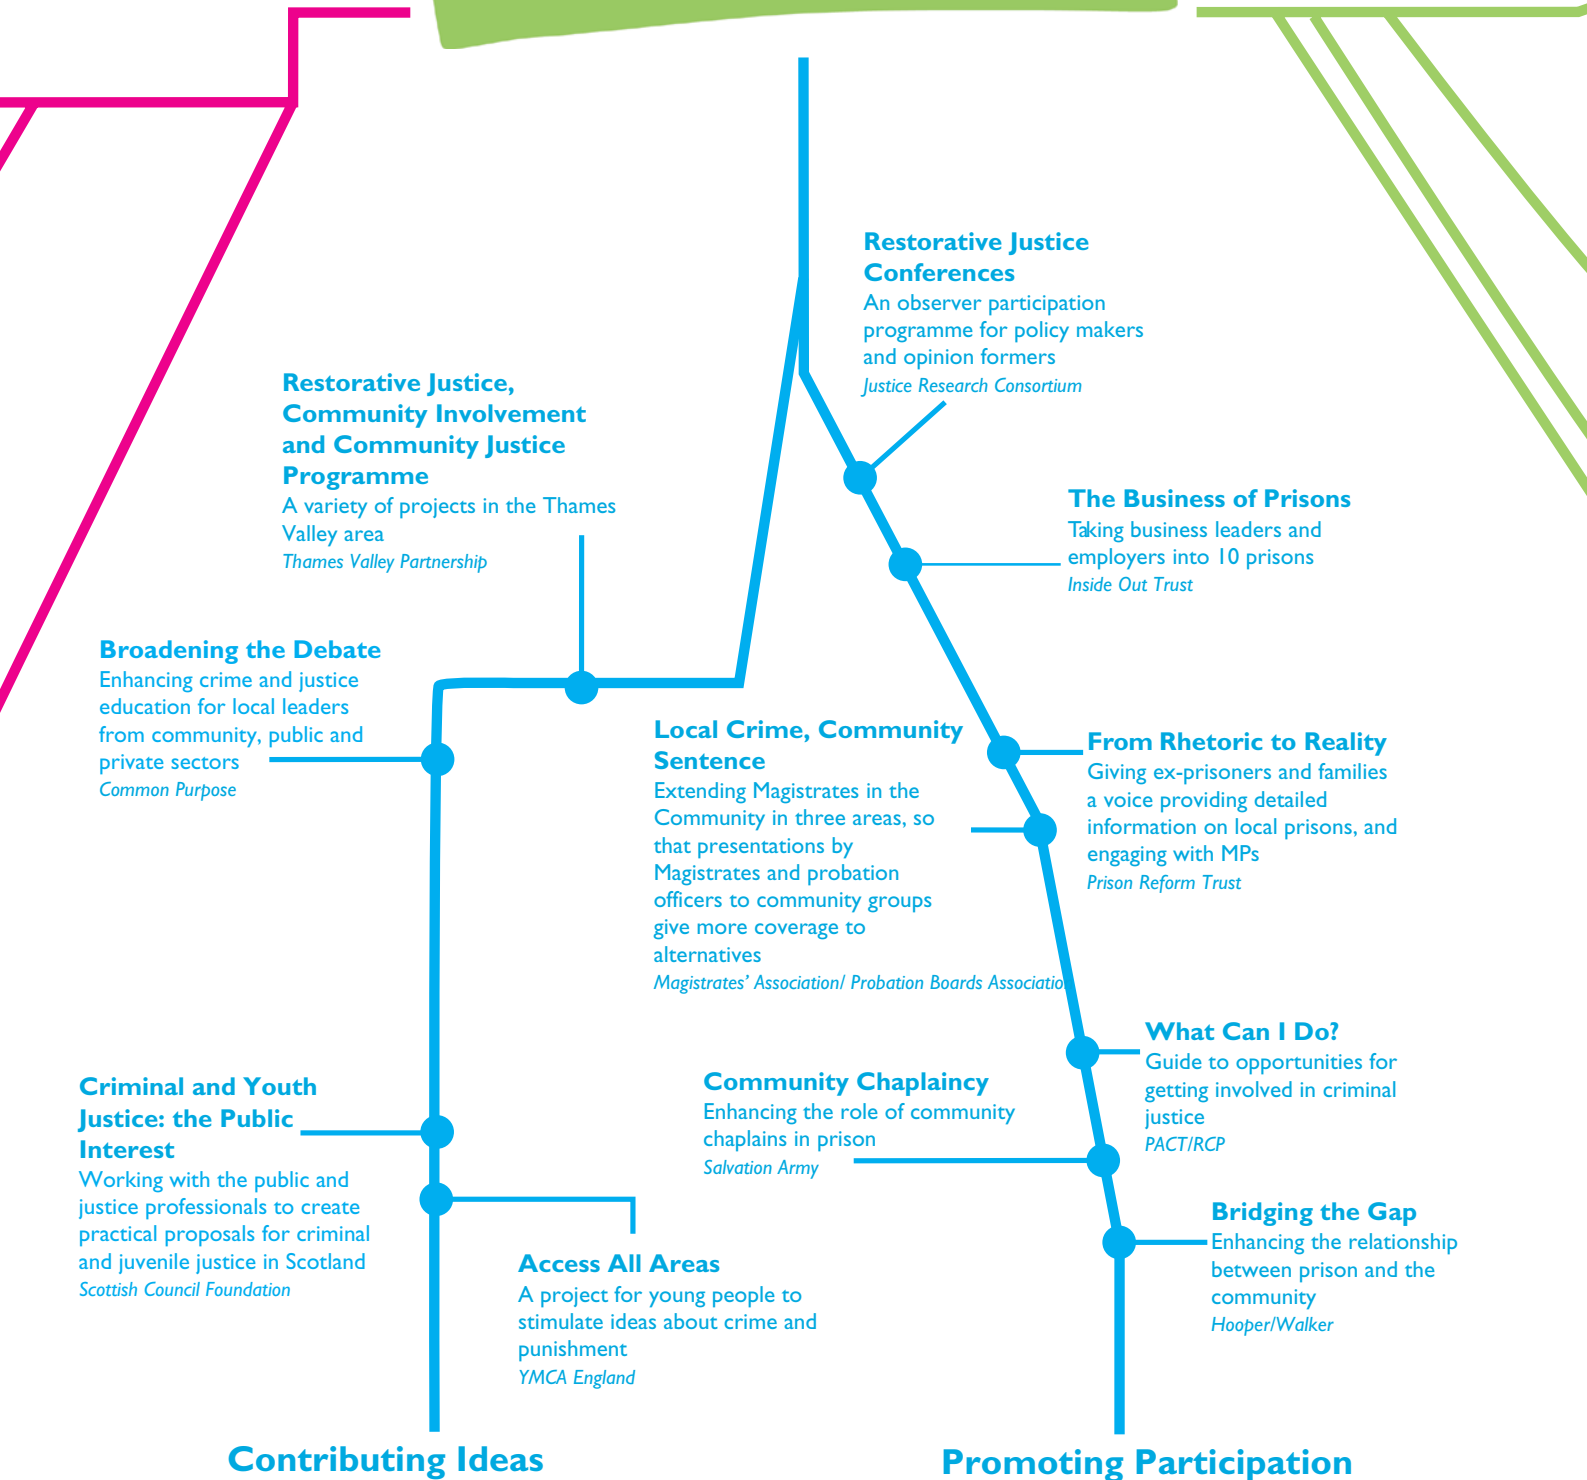 Restorative Justice
Conferences
An observer participation
programme for policy makers
and opinion formers
Justice Research Consortium
Restorative Justice,
Community Involvement
and Community Justice
Programme
A variety of projects in the Thames
Valley area
Thames Valley Partnership
The Business of Prisons
Taking business leaders and
employers into 10 prisons
Inside Out Trust
Broadening the Debate
Enhancing crime and justice
education for local leaders
from community, public and
private sectors
Common Purpose
Local Crime, Community
Sentence
Extending Magistrates in the
Community in three areas, so
that presentations by
Magistrates and probation
officers to community groups
give more coverage to
alternatives
Magistrates' Association/ Probation Boards Association
From Rhetoric to Reality
Giving ex-prisoners and families
a voice providing detailed
information on local prisons, and
engaging with MPs
Prison Reform Trust
What Can I Do?
Guide to opportunities for
getting involved in criminal
justice
PACT/RCP
Community Chaplaincy
Enhancing the role of community
chaplains in prison
Salvation Army
Criminal and Youth
Justice: the Public
Interest
Working with the public and
justice professionals to create
practical proposals for criminal
and juvenile justice in Scotland
Scottish Council Foundation
Bridging the Gap
Enhancing the relationship
between prison and the
community
Hooper/Walker
Access All Areas
A project for young people to
stimulate ideas about crime and
punishment
YMCA England
Contributing Ideas
Promoting Participation